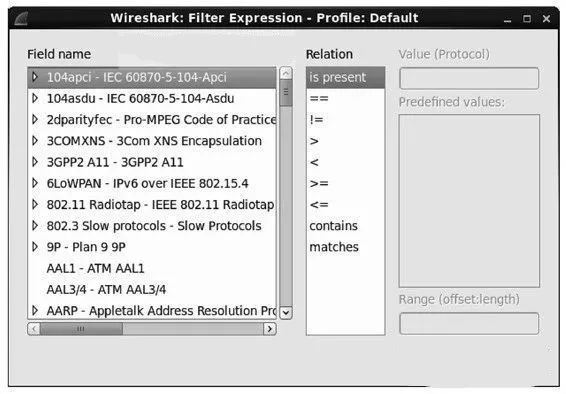 Wireshark: Filter Expression - Profile: Default
Field name
104apci - IEC 60870-5-104-Apci
104asdu - IEC 60870-5-104-Asdu
2dparityfec - Pro-MPEG Code of Practice
3COMXNS - 3Com XNS Encapsulation
3GPP2 A11 - 3GPP2 A11
6LoWPAN - IPv6 over IEEE 802.15.4
802.11 Radiotap - IEEE 802.11 Radiotap
802.3 Slow protocols - Slow Protocols
9P - Plan 9 9P
AAL1 - ATM AAL1
AAL3/4 - ATM AAL3/4
AARP - Appletalk Address Resolution Pro
Relation
is present
==
!=
>
<
>=
<=
contains
matches
Value (Protocol)
Predefined values:
Range (offset:length)